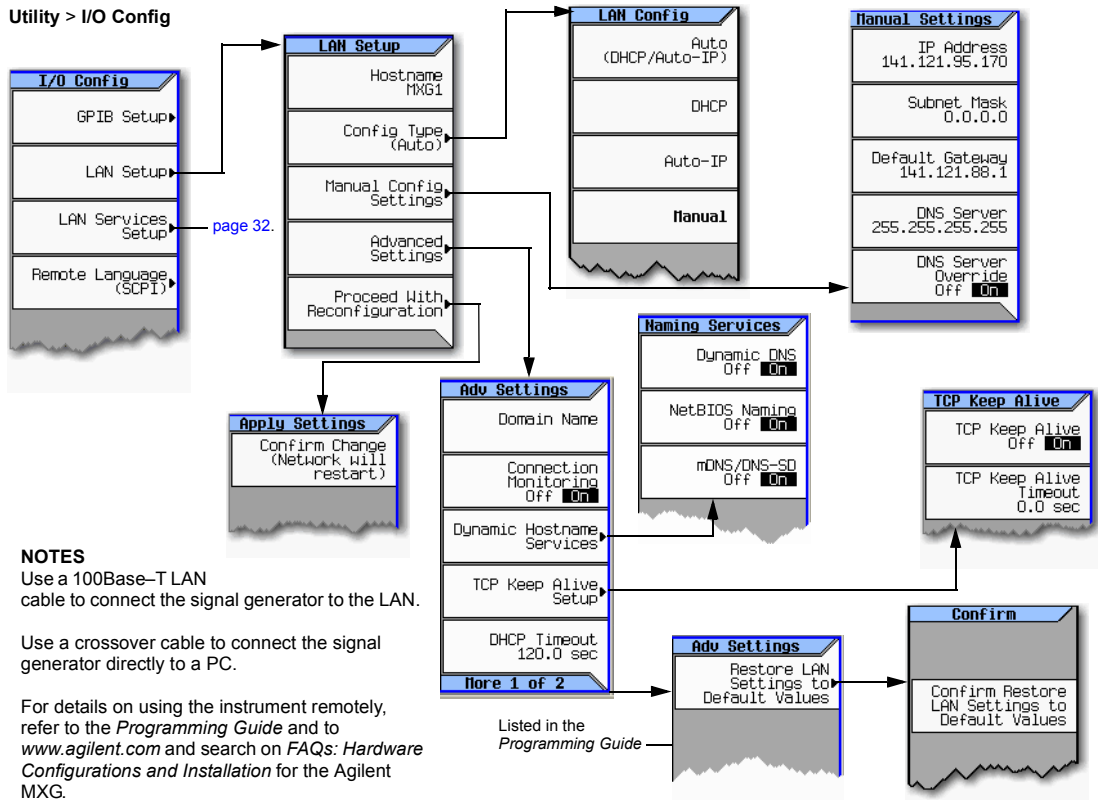 Utility > I/O Config
I/O Config
GPIB Setup
LAN Setup
LAN Services
Setup
page 32.
Remote Language
(SCPI)
LAN Setup
Hostname
MXG1
Config Type
(Auto)
Manual Config
Settings
Advanced
Settings
Proceed With
Reconfiguration
LAN Config
Auto
(DHCP/Auto-IP)
DHCP
Auto-IP
Manual
Manual Settings
IP Address
141.121.95.170
Subnet Mask
0.0.0.0
Default Gateway
141.121.88.1
DNS Server
255.255.255.255
DNS Server
Override
Off On
Apply Settings
Confirm Change
(Network will
restart)
Adv Settings
Domain Name
Connection
Monitoring
Off On
Dynamic Hostname
Services
TCP Keep Alive
Setup
DHCP Timeout
120.0 sec
More 1 of 2
Naming Services
Dynamic DNS
Off On
NetBIOS Naming
Off On
mDNS/DNS-SD
Off On
TCP Keep Alive
TCP Keep Alive
Off On
TCP Keep Alive
Timeout
0.0 sec
Adv Settings
Restore LAN
Settings to
Default Values
Listed in the
Programming Guide
Confirm
Confirm Restore
LAN Settings to
Default Values
NOTES
Use a 100Base–T LAN
cable to connect the signal generator to the LAN.
Use a crossover cable to connect the signal
generator directly to a PC.
For details on using the instrument remotely,
refer to the Programming Guide and to
www.agilent.com and search on FAQs: Hardware
Configurations and Installation for the Agilent
MXG.